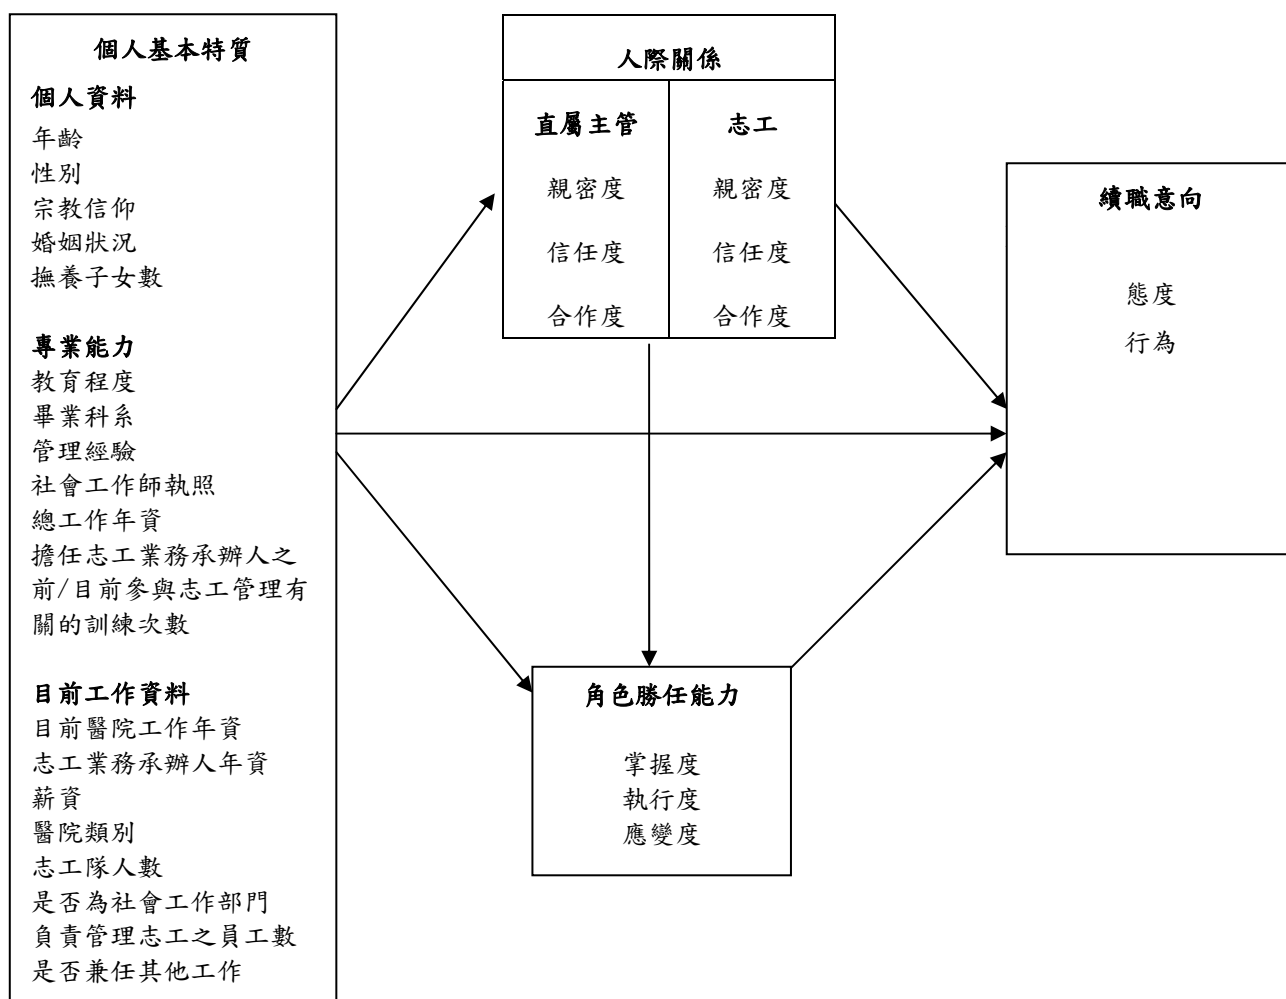 個人基本特質
個人資料
年齡
性別
宗教信仰
婚姻狀況
撫養子女數
專業能力
教育程度
畢業科系
管理經驗
社會工作師執照
總工作年資
擔任志工業務承辦人之
前/目前參與志工管理有
關的訓練次數
目前工作資料
目前醫院工作年資
志工業務承辦人年資
薪資
醫院類別
志工隊人數
是否為社會工作部門
負責管理志工之員工數
是否兼任其他工作
人際關係
直屬主管
親密度
信任度
合作度
志工
親密度
信任度
合作度
角色勝任能力
掌握度
執行度
應變度
續職意向
態度
行為